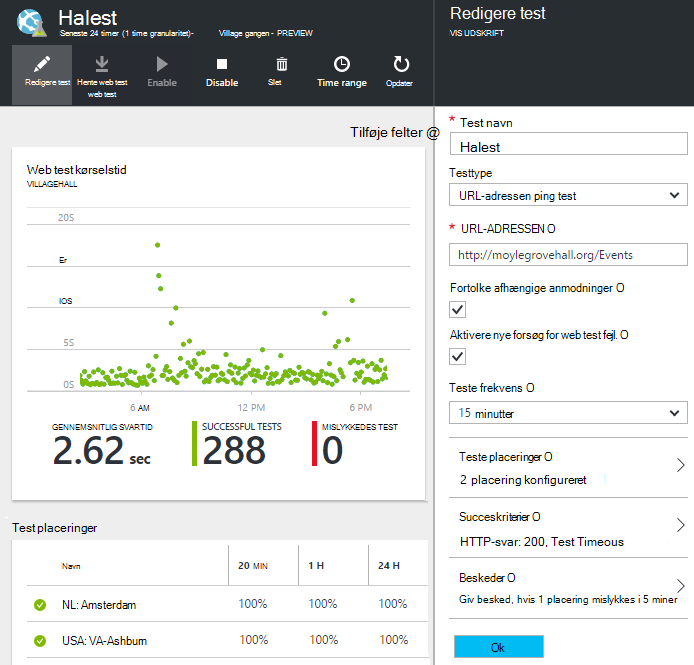 Halest
Seneste 24 timer (1 time granularitet)-
Village gangen - PREVIEW
Redigere test
Hente web test
web test
Enable
Disable
Slet
Time range
Opdater
Redigere test
VIS UDSKRIFT
Tilføje felter @
Web test kørselstid
VILLAGEHALL
20S
Er
IOS
5S
0S
6 AM
12 PM
6 PM
GENNEMSNITLIG SVARTID
2.62 sec
SUCCESSFUL TESTS
288
MISLYKKEDES TEST
0
Test placeringer
Navn
20 MIN
1 H
24 H
NL: Amsterdam
100%
100%
100%
USA: VA-Ashbum
100%
100%
100%
* Test navn
Halest
Testtype
URL-adressen ping test
* URL-ADRESSEN O
http://moylegrovehall.org/Events
Fortolke afhængige anmodninger O
Aktivere nye forsøg for web test fejl. O
Teste frekvens O
15 minutter
Teste placeringer O
2 placering konfigureret
Succeskriterier O
HTTP-svar: 200, Test Timeous
Beskeder O
Giv besked, hvis 1 placering mislykkes i 5 miner
Ok